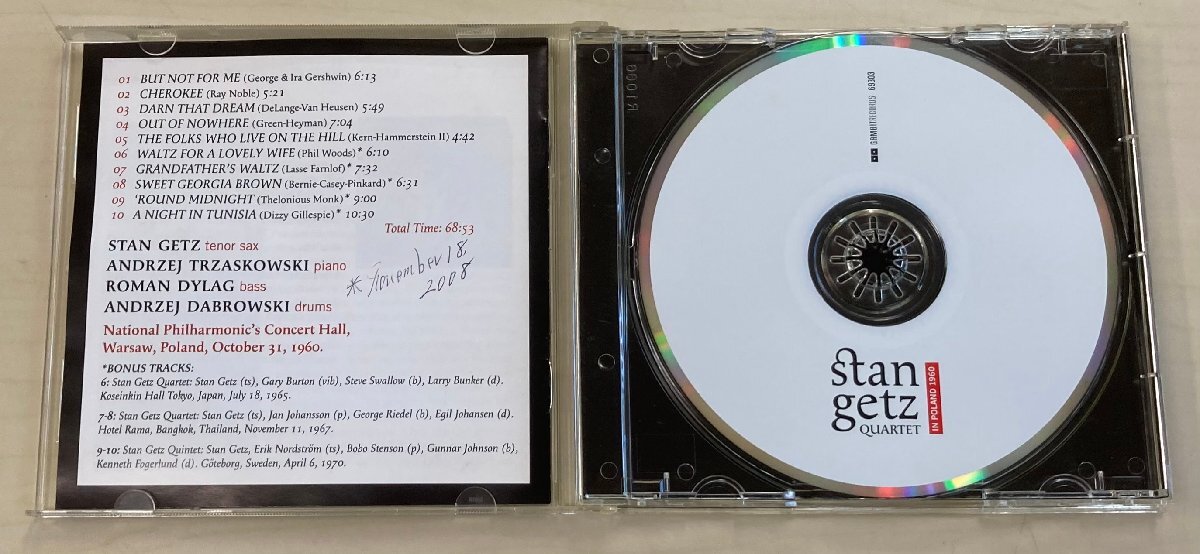 01 BUT NOT FOR ME (George & Ira Gershwin) 6:13
02 CHEROKEE (Ray Noble) 5:21
03 DARN THAT DREAM (DeLange-Van Heusen) 5:49
04 OUT OF NOWHERE (Green-Heyman) 7:04
05 THE FOLKS WHO LIVE ON THE HILL (Kern-Hammerstein II) 4:42
06 WALTZ FOR A LOVELY WIFE (Phil Woods)* 6:10
07 GRANDFATHER'S WALTZ (Lasse Farnlof)* 7:32
08 SWEET GEORGIA BROWN (Bernie-Casey-Pinkard)* 6:31
09 'ROUND MIDNIGHT (Thelonious Monk)* 9:00
10 A NIGHT IN TUNISIA (Dizzy Gillespie)* 10:30
Total Time: 68:53
STAN GETZ tenor sax
ANDRZEJ TRZASKOWSKI piano
ROMAN DYLAG bass
ANDRZEJ DABROWSKI drums
* November 18,
2008
National Philharmonic's Concert Hall,
Warsaw, Poland, October 31, 1960.
*BONUS TRACKS:
6: Stan Getz Quartet: Stan Getz (ts), Gary Burton (vib), Steve Swallow (b), Larry Bunker (d).
Koseinkin Hall Tokyo, Japan, July 18, 1965.
7-8: Stan Getz Quartet: Stan Getz (ts), Jan Johansson (p), George Riedel (b), Egil Johansen (d).
Hotel Rama, Bangkok, Thailand, November 11, 1967.
9-10: Stan Getz Quintet: Stan Getz, Erik Nordström (ts), Bobo Stenson (p), Gunnar Johnson (b),
Kenneth Fogerlund (d). Göteborg, Sweden, April 6, 1970.
R1000
GAMBITRECORDS 69303
stan
getz
QUARTET
IN POLAND 1960